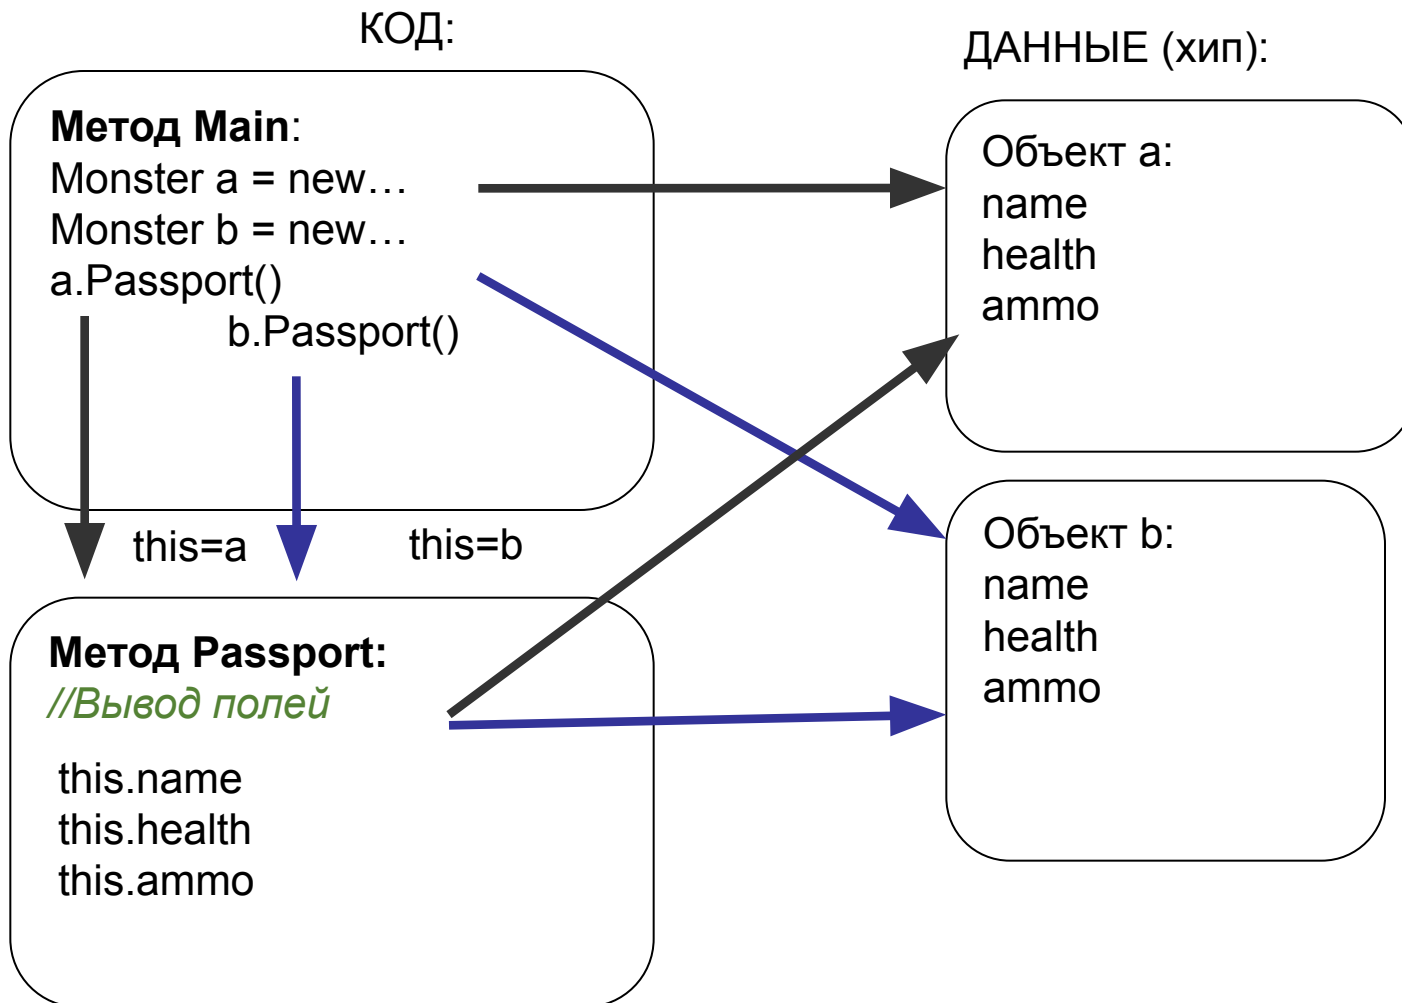 КОД:
ДАННЫЕ (хип):
Метод Main:
Monster a = new…
Monster b = new…
a.Passport()
b.Passport()
this=a
this=b
Метод Passport:
//Вывод полей
this.name
this.health
this.ammo
Объект a:
name
health
ammo
Объект b:
name
health
ammo